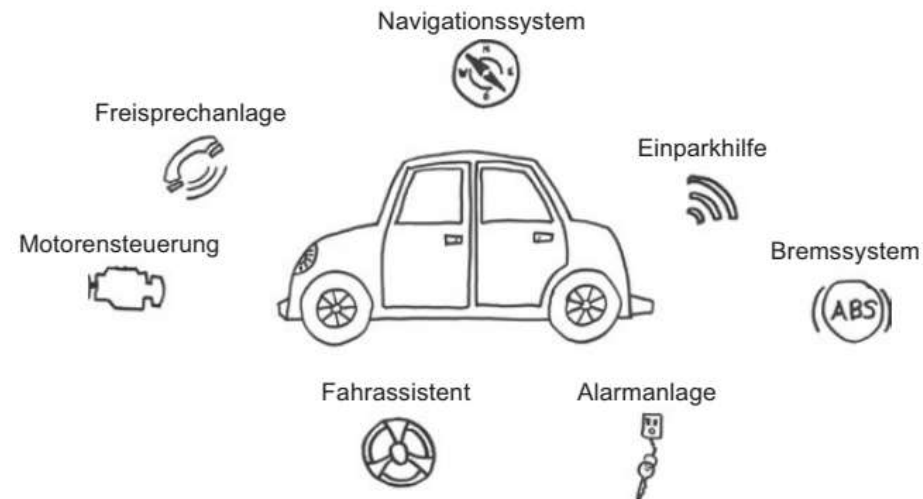 Navigationssystem
N
W E
S
Freisprechanlage
Einparkhilfe
Motorensteuerung
Bremssystem
ABS
Fahrassistent
Alarmanlage